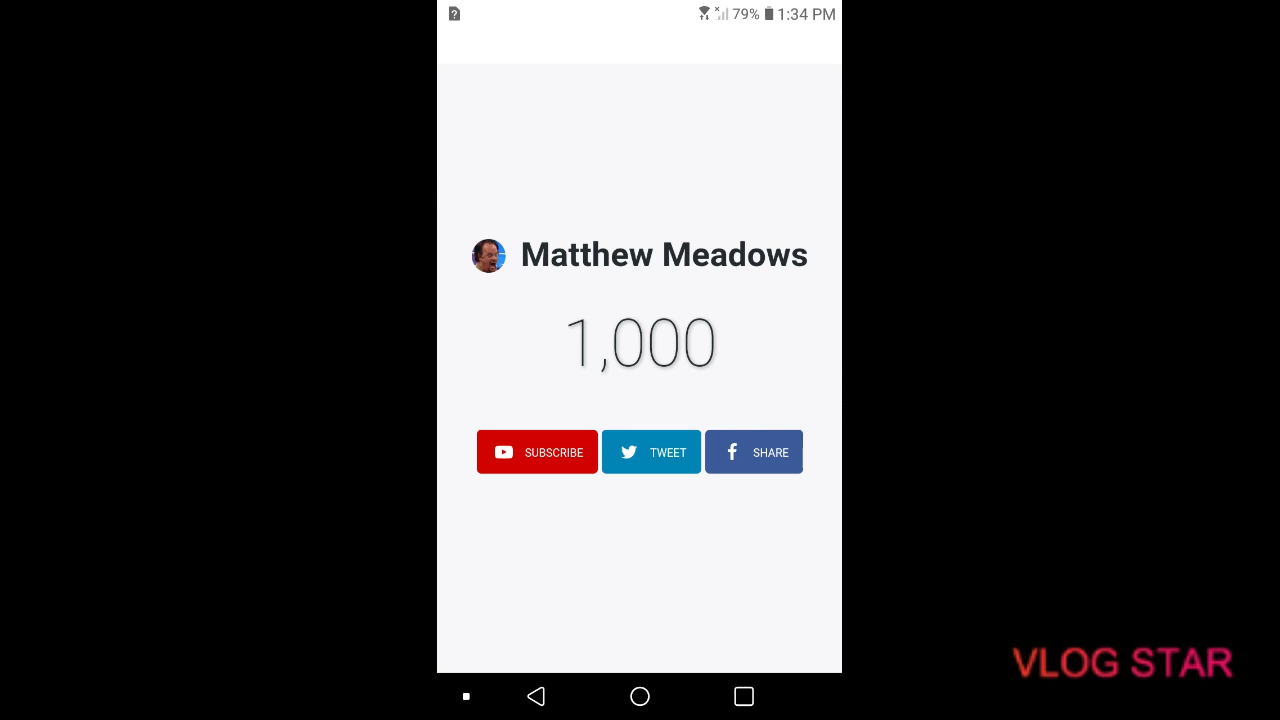 79% 1:34 PM
Matthew Meadows
1,000
SUBSCRIBE TWEET SHARE
VLOG STAR